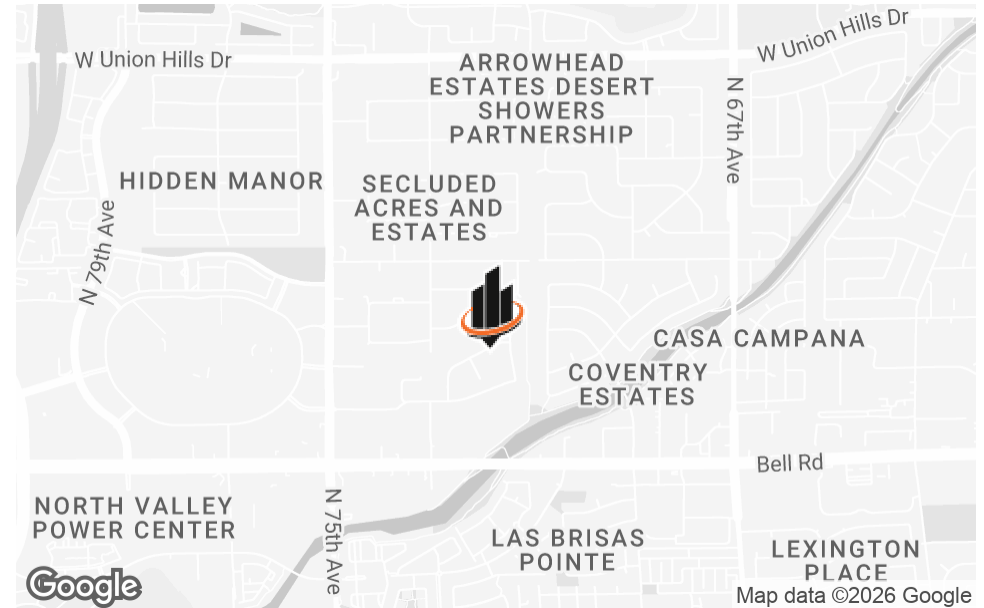 W Union Hills Dr
W Union Hills Dr
ARROWHEAD
ESTATES DESERT
SHOWERS
PARTNERSHIP
N 67th Ave
HIDDEN MANOR
SECLUDED
ACRES AND
ESTATES
N 79th Ave
CASA CAMPANA
COVENTRY
ESTATES
Bell Rd
NORTH VALLEY
POWER CENTER
N 75th Ave
LAS BRISAS
POINTE
LEXINGTON
PLACE
Google
Map data ©2026 Google